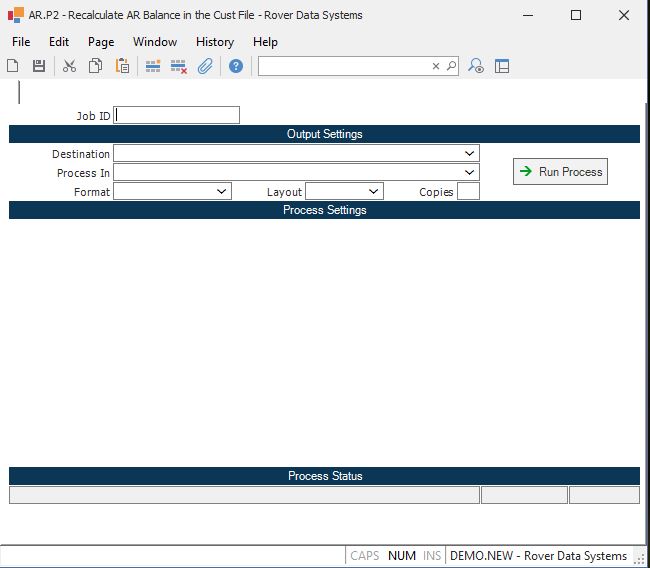 AR.P2 - Recalculate AR Balance in the Cust File - Rover Data Systems
File Edit Page Window History Help
Job ID
Output Settings
Destination
Process In
Run Process
Format Layout Copies
Process Settings
Process Status
CAPS NUM INS DEMO.NEW - Rover Data Systems